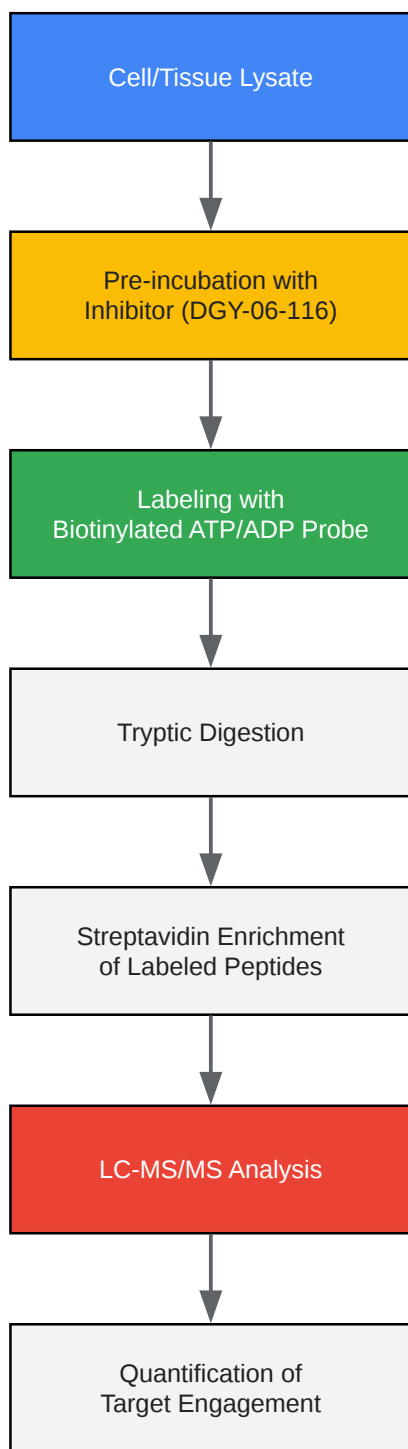 Cell/Tissue Lysate
Pre-incubation with
Inhibitor (DGY-06-116)
Labeling with
Biotinylated ATP/ADP Probe
Tryptic Digestion
Streptavidin Enrichment
of Labeled Peptides
LC-MS/MS Analysis
Quantification of
Target Engagement